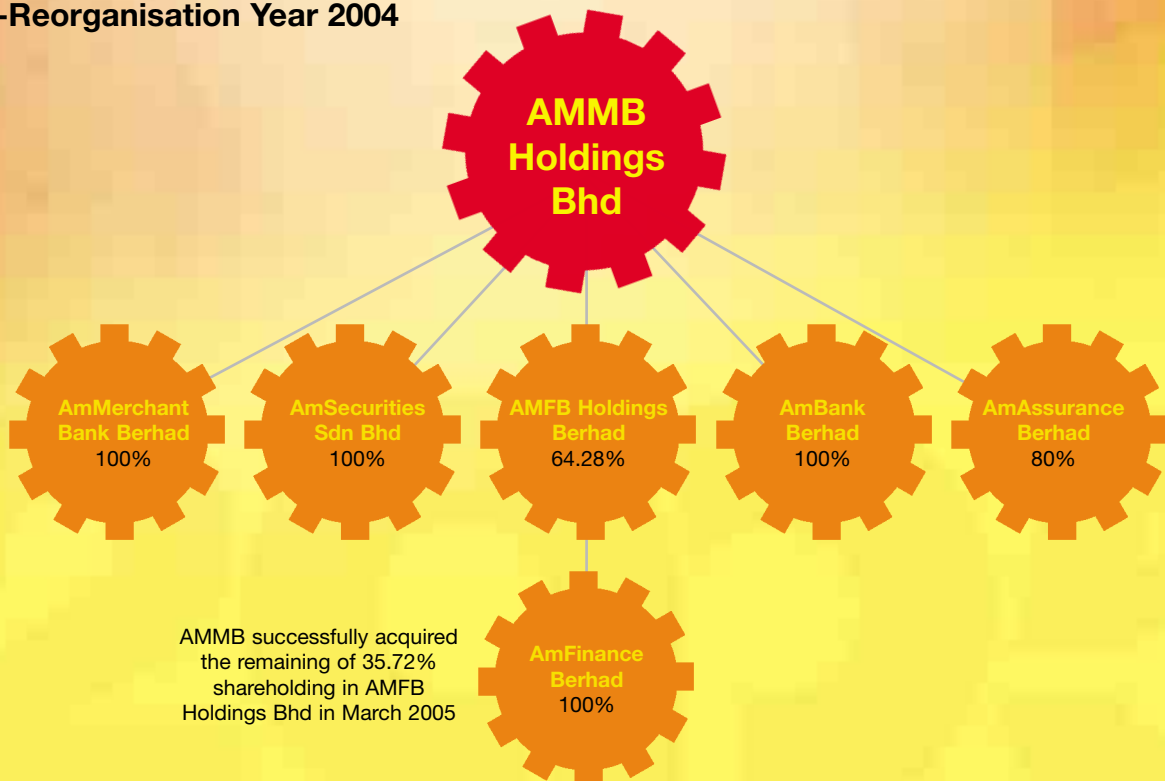 -Reorganisation Year 2004
AMMB
Holdings
Bhd
AmMerchant
Bank Berhad
100%
AmSecurities
Sdn Bhd
100%
AMFB Holdings
Berhad
64.28%
AmBank
Berhad
100%
AmAssurance
Berhad
80%
AMMB successfully acquired
the remaining of 35.72%
shareholding in AMFB
Holdings Bhd in March 2005
AmFinance
Berhad
100%